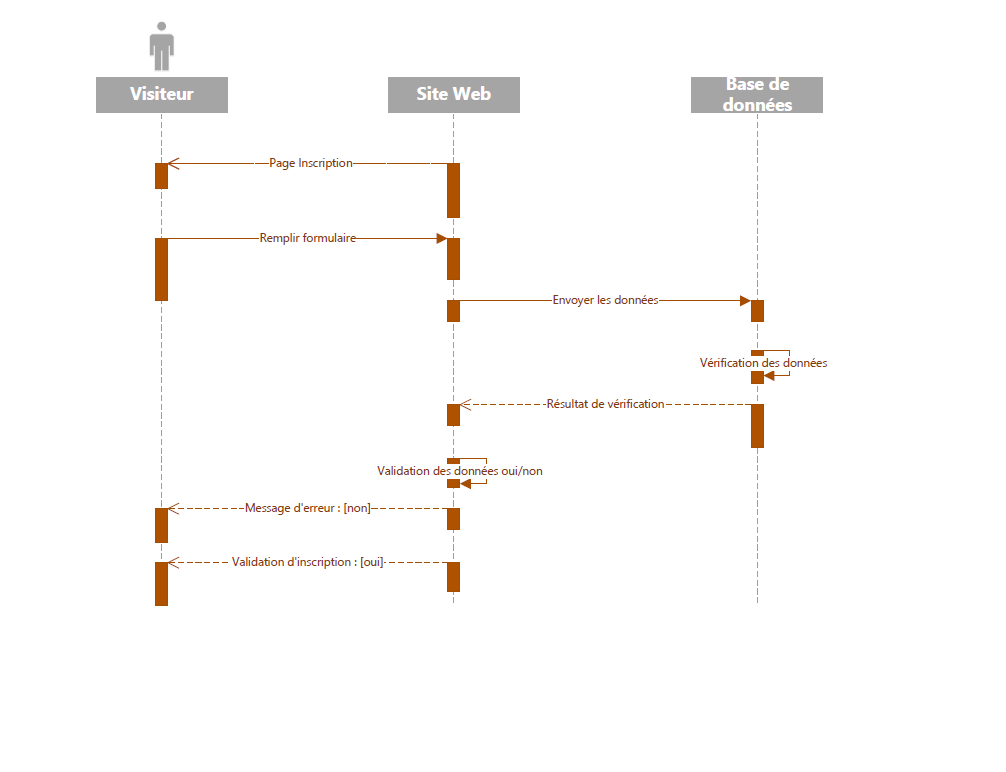 Visiteur
Site Web
Base de
données
Page Inscription
Remplir formulaire
Envoyer les données
Vérification des données
Résultat de vérification
Validation des données oui/non
Message d'erreur : [non]
Validation d'inscription : [oui]